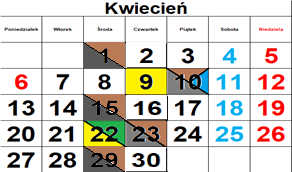 Kwiecień
Poniedziałek Wtorek Środa Czwartek Piątek Sobota Niedziela
1 2 3 4 5
6 7 8 9 10 11 12
13 14 15 16 17 18 19
20 21 22 23 24 25 26
27 28 29 30